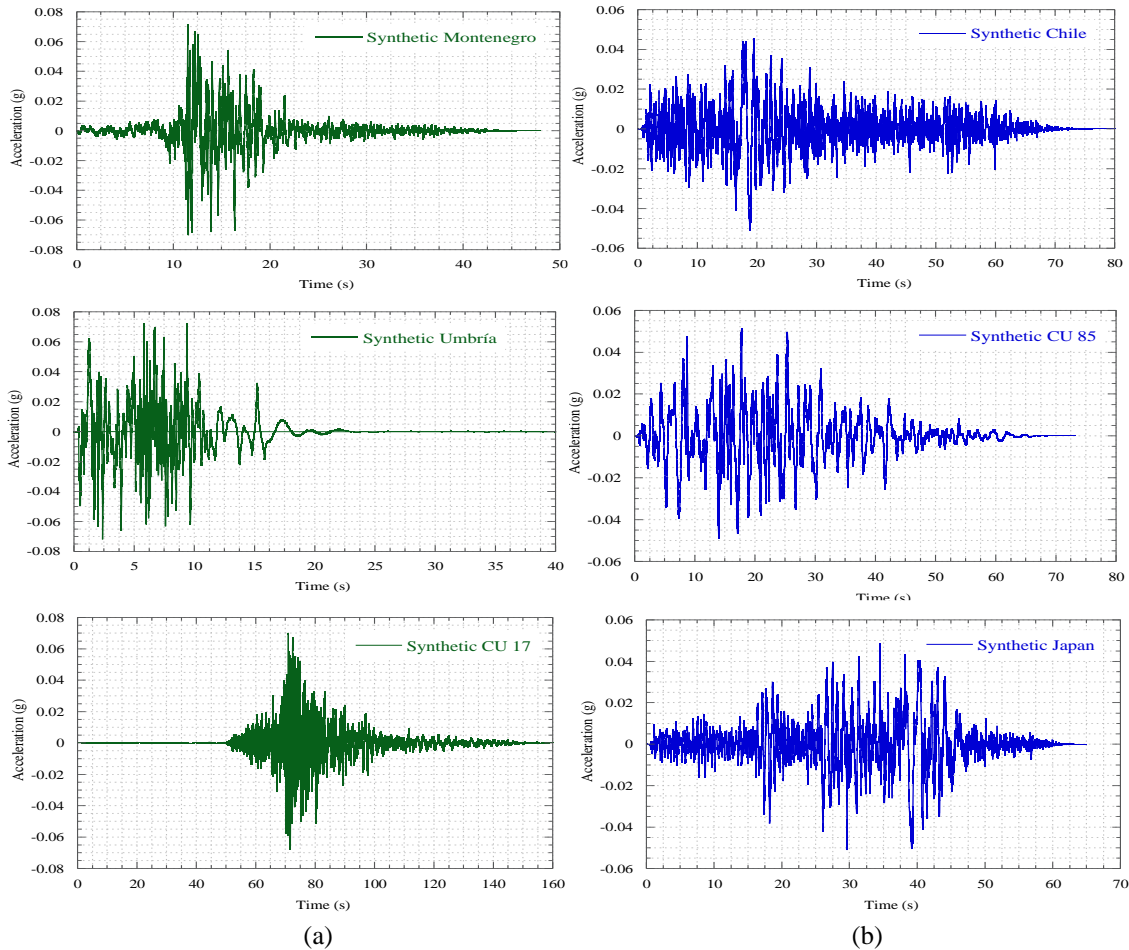 0.08
0.06
0.04
0.02
0
-0.02
-0.04
-0.06
-0.08
Acceleration (g)
Synthetic Montenegro
0 10 20 30 40 50
Time (s)
0.06
0.04
0.02
0
-0.02
-0.04
-0.06
Acceleration (g)
Synthetic Chile
0 10 20 30 40 50 60 70 80
Time (s)
0.08
0.06
0.04
0.02
0
-0.02
-0.04
-0.06
-0.08
Acceleration (g)
Synthetic Umbría
0 5 10 15 20 25 30 35 40
Time (s)
0.06
0.04
0.02
0
-0.02
-0.04
-0.06
Acceleration (g)
Synthetic CU 85
0 10 20 30 40 50 60 70 80
Time (s)
0.08
0.06
0.04
0.02
0
-0.02
-0.04
-0.06
-0.08
Acceleration (g)
Synthetic CU 17
0 20 40 60 80 100 120 140 160
Time (s)
0.06
0.04
0.02
0
-0.02
-0.04
-0.06
Acceleration (g)
Synthetic Japan
0 10 20 30 40 50 60 70
Time (s)
(a)
(b)